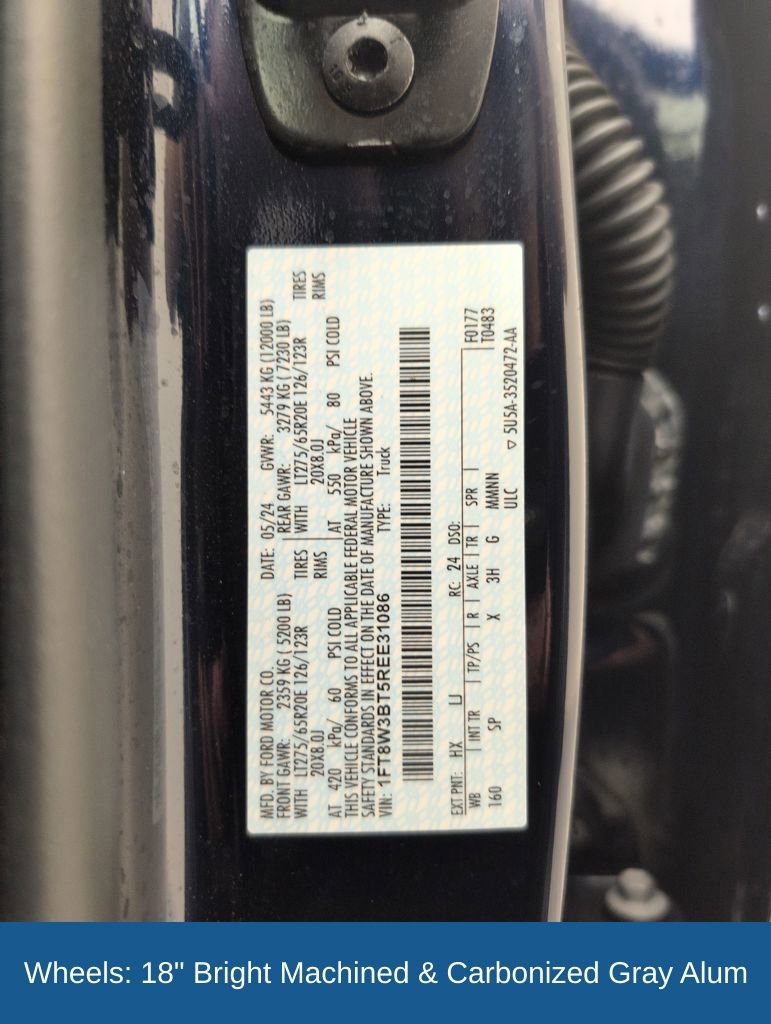 MFD. BY FORD MOTOR CO.
DATE: 05/24 GVWR: 5443 KG (12000 LB)
FRONT GAWR: 2359 KG ( 5200 LB)
REAR GAWR: 3279 KG ( 7230 LB)
WITH LT275/65R20E 126/123R TIRES
WITH LT275/65R20E 126/123R TIRES
20X8.0J RIMS
20X8.0J RIMS
AT 420 kPa/ 60 PSI COLD
AT 550 kPa/ 80 PSI COLD
THIS VEHICLE CONFORMS TO ALL APPLICABLE FEDERAL MOTOR VEHICLE
SAFETY STANDARDS IN EFFECT ON THE DATE OF MANUFACTURE SHOWN ABOVE.
VIN: 1FT8W3BT5REE31086 TYPE: Truck
EXT PNT: HX LJ RC: 24 DSO: F0177
WB INT TR TP/PS R AXLE TR SPR T0483
160 SP X 3H G MMNN
ULC ▽ 5U5A-3520472-AA
Wheels: 18" Bright Machined & Carbonized Gray Alum